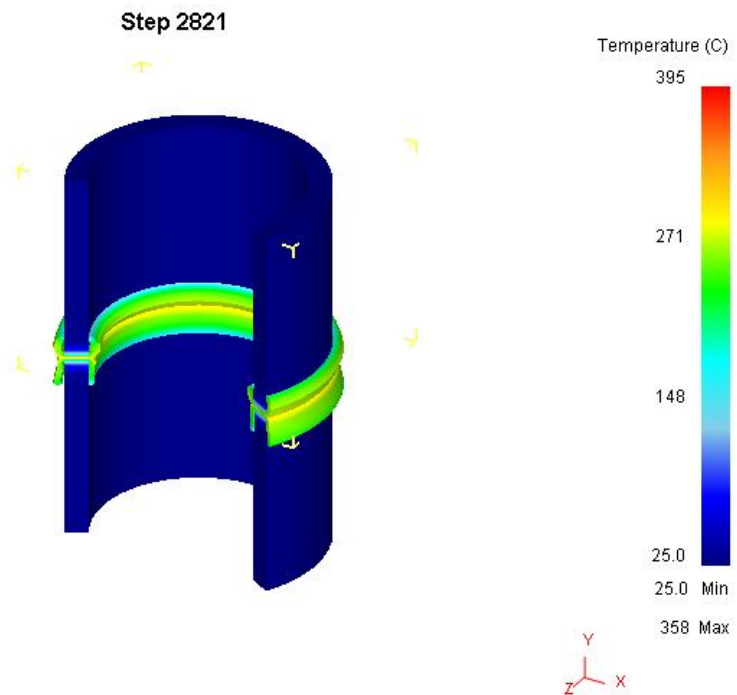 Step 2821
Temperature (C)
395
271
148
25.0
25.0 Min
358 Max
Y
Z X